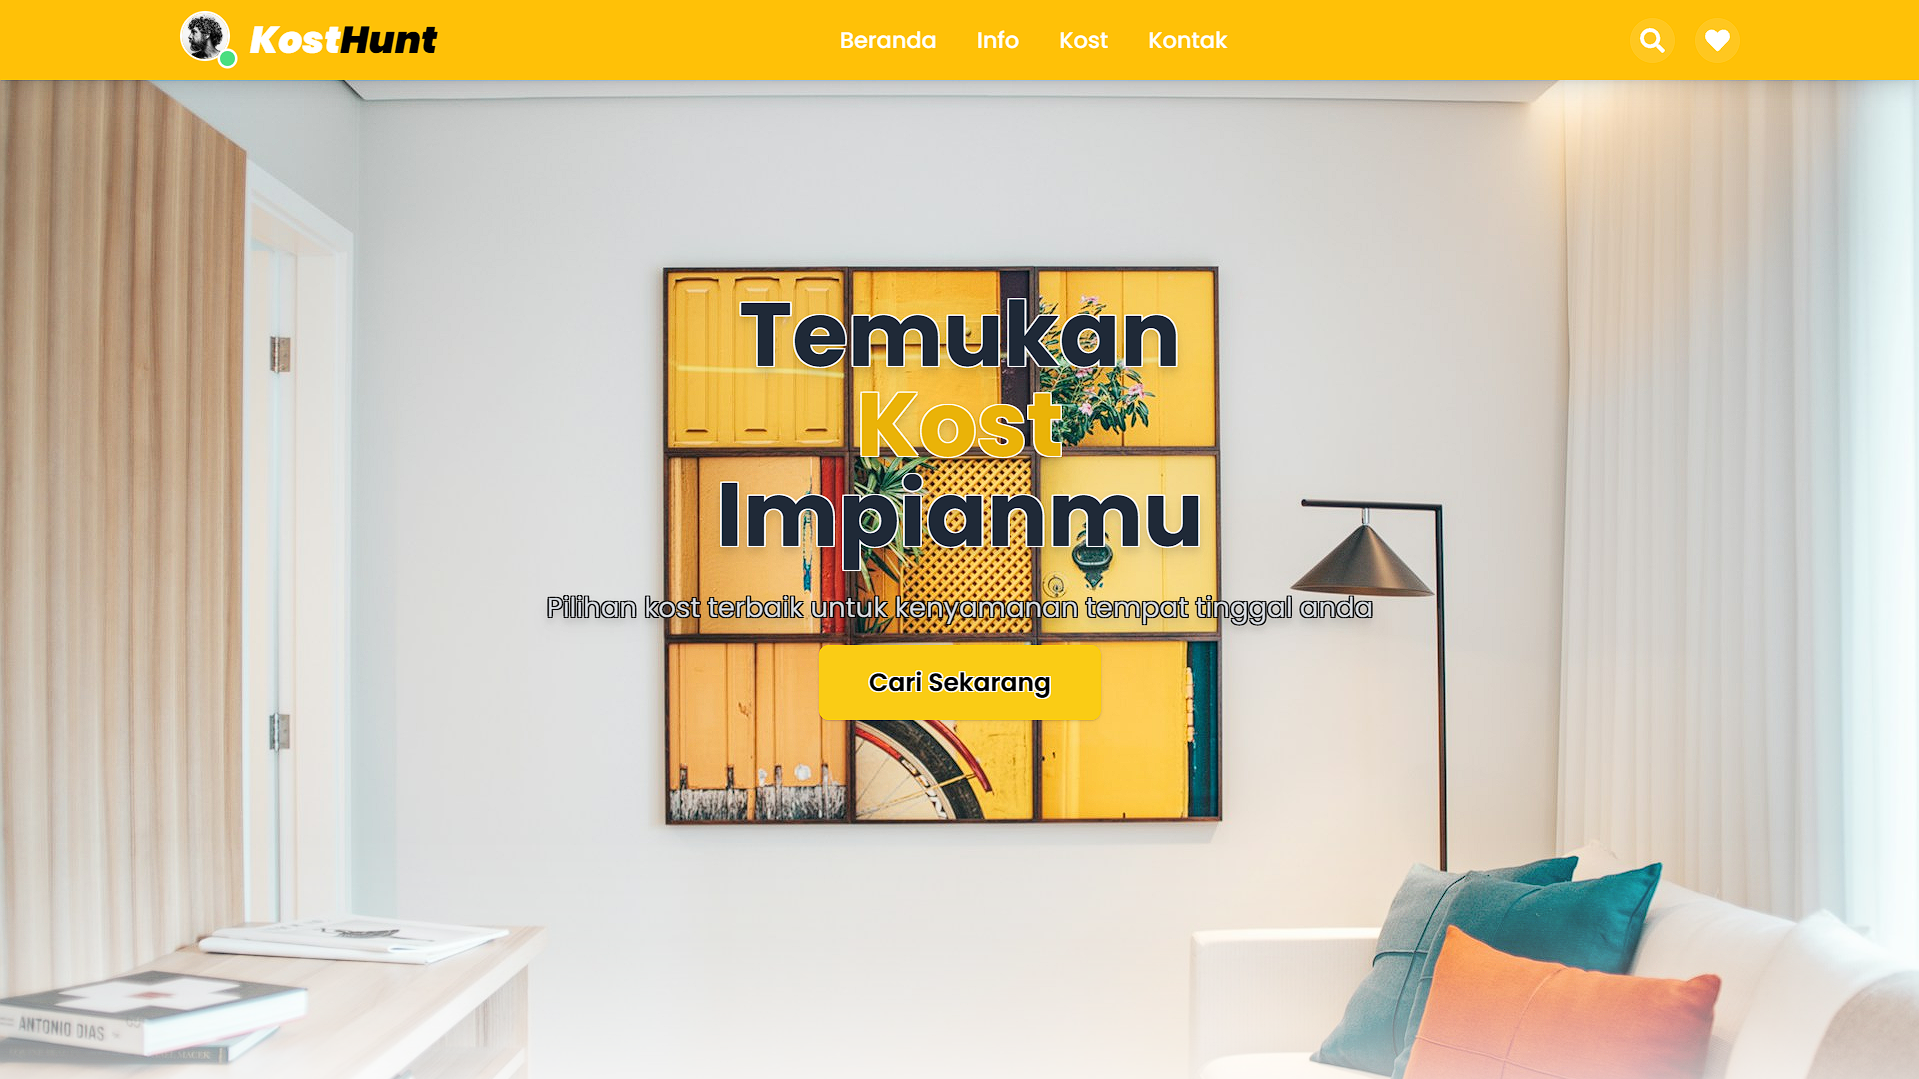 KostHunt
Beranda Info Kost Kontak
Temukan
Kost
Impianmu
Pilihan kost terbaik untuk kenyamanan tempat tinggal anda
Cari Sekarang
ANTONIO DIAS